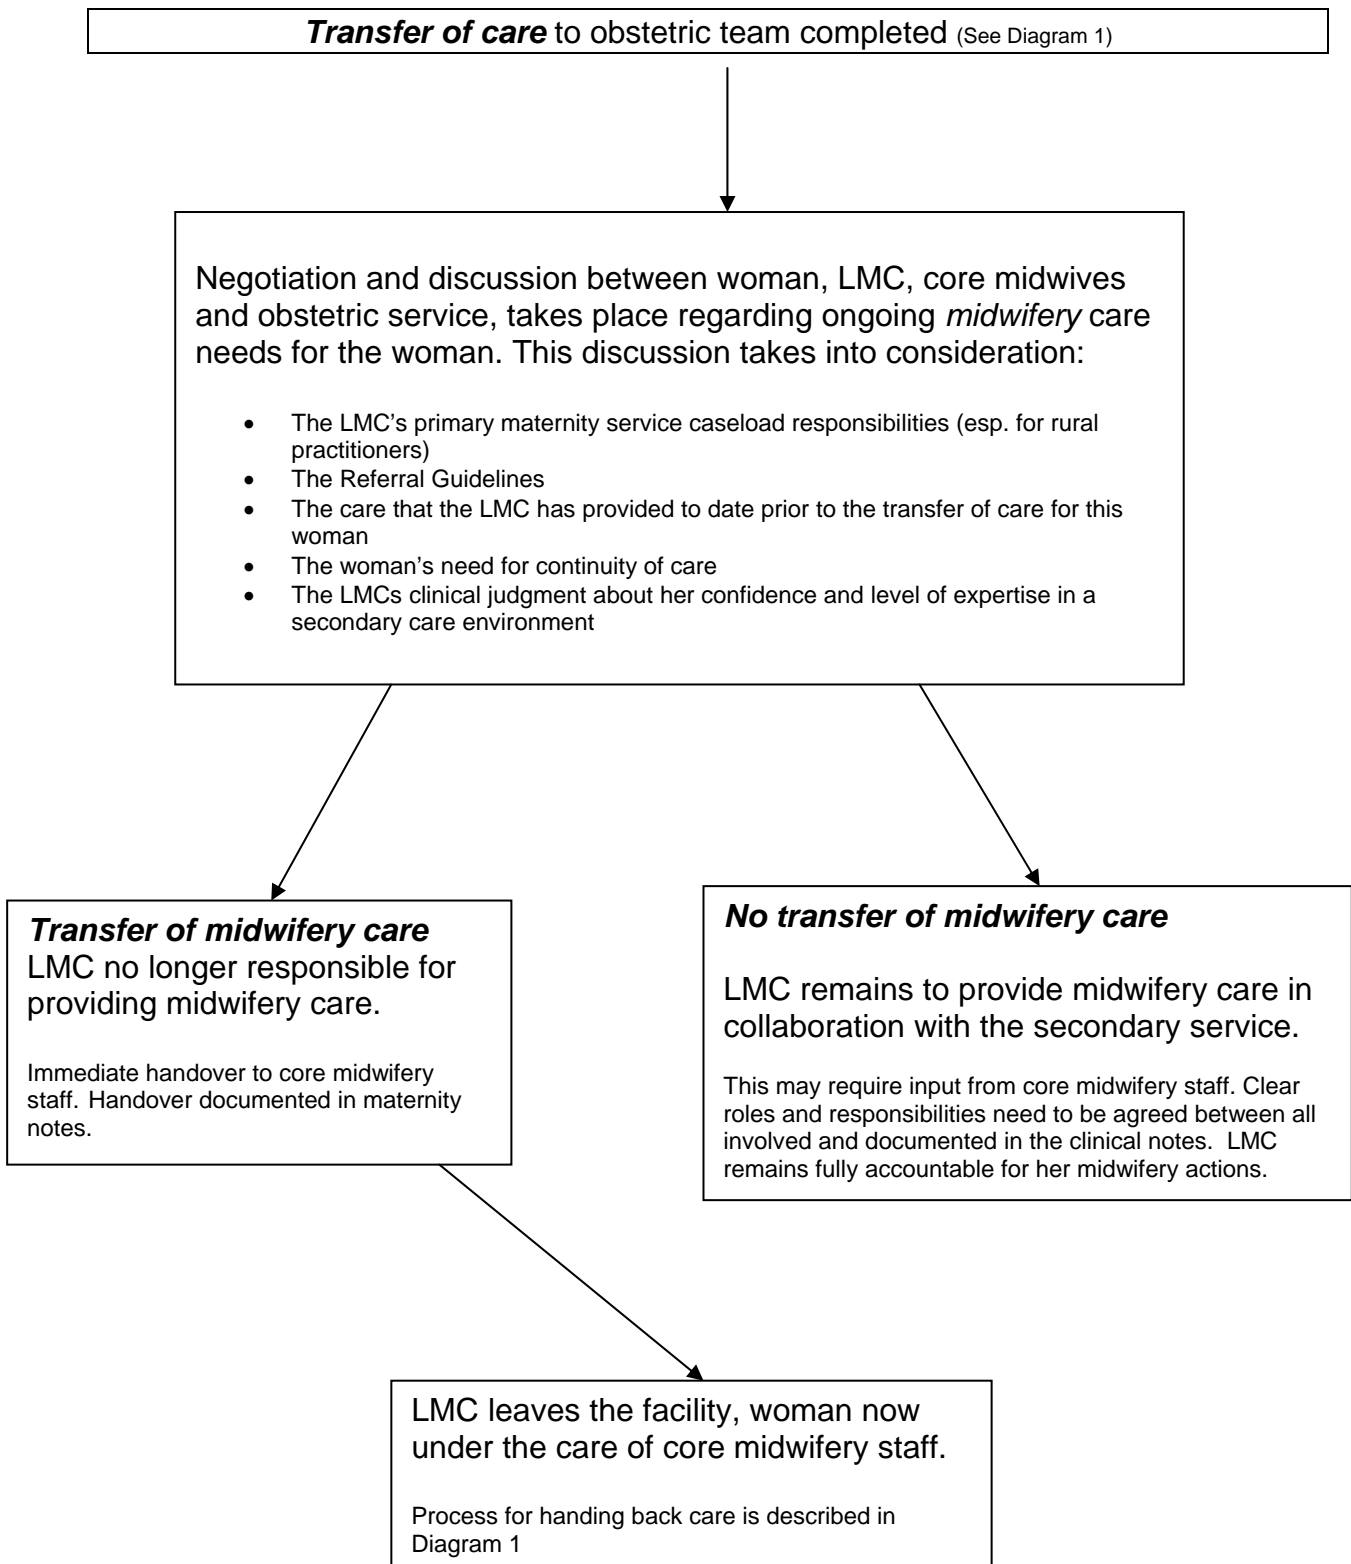 Transfer of care to obstetric team completed (See Diagram 1)
Negotiation and discussion between woman, LMC, core midwives
and obstetric service, takes place regarding ongoing midwifery care
needs for the woman. This discussion takes into consideration:
• The LMC’s primary maternity service caseload responsibilities (esp. for rural
practitioners)
• The Referral Guidelines
• The care that the LMC has provided to date prior to the transfer of care for this
woman
• The woman’s need for continuity of care
• The LMCs clinical judgment about her confidence and level of expertise in a
secondary care environment
Transfer of midwifery care
LMC no longer responsible for
providing midwifery care.
Immediate handover to core midwifery
staff. Handover documented in maternity
notes.
No transfer of midwifery care
LMC remains to provide midwifery care in
collaboration with the secondary service.
This may require input from core midwifery staff. Clear
roles and responsibilities need to be agreed between all
involved and documented in the clinical notes.  LMC
remains fully accountable for her midwifery actions.
LMC leaves the facility, woman now
under the care of core midwifery staff.
Process for handing back care is described in
Diagram 1